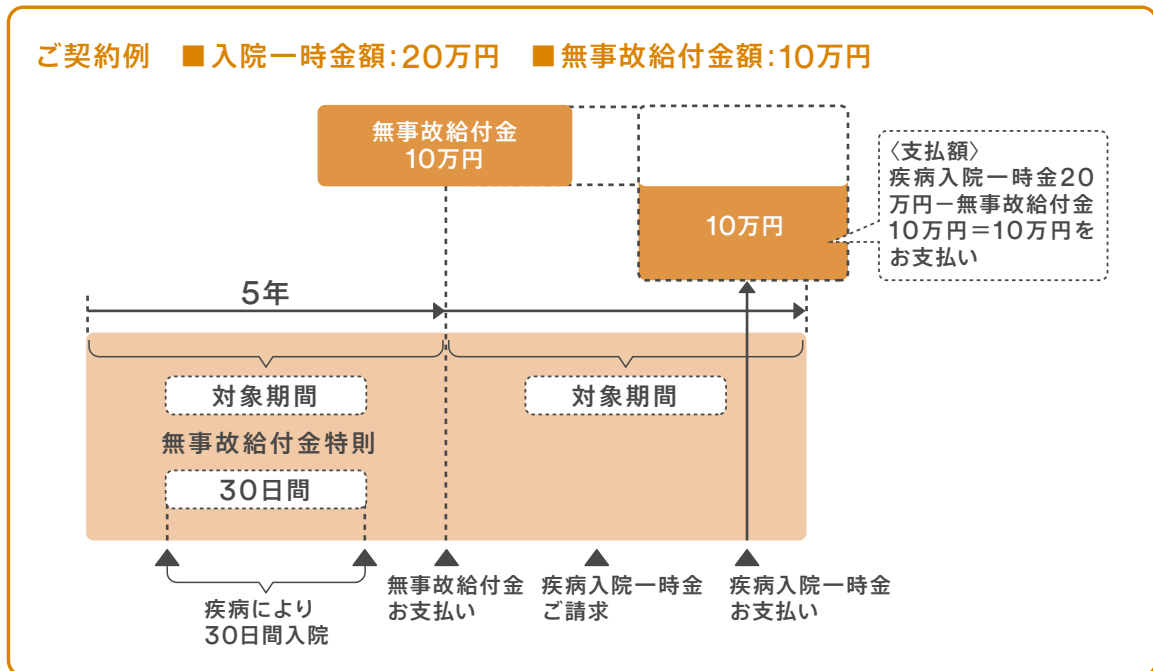 ご契約例 ■入院一時金額:20万円 ■無事故給付金額:10万円
無事故給付金
10万円
10万円
〈支払額〉
疾病入院一時金20
万円－無事故給付金
10万円＝10万円を
お支払い
5年
対象期間
対象期間
無事故給付金特則
30日間
疾病により
30日間入院
無事故給付金
お支払い
疾病入院一時金
ご請求
疾病入院一時金
お支払い